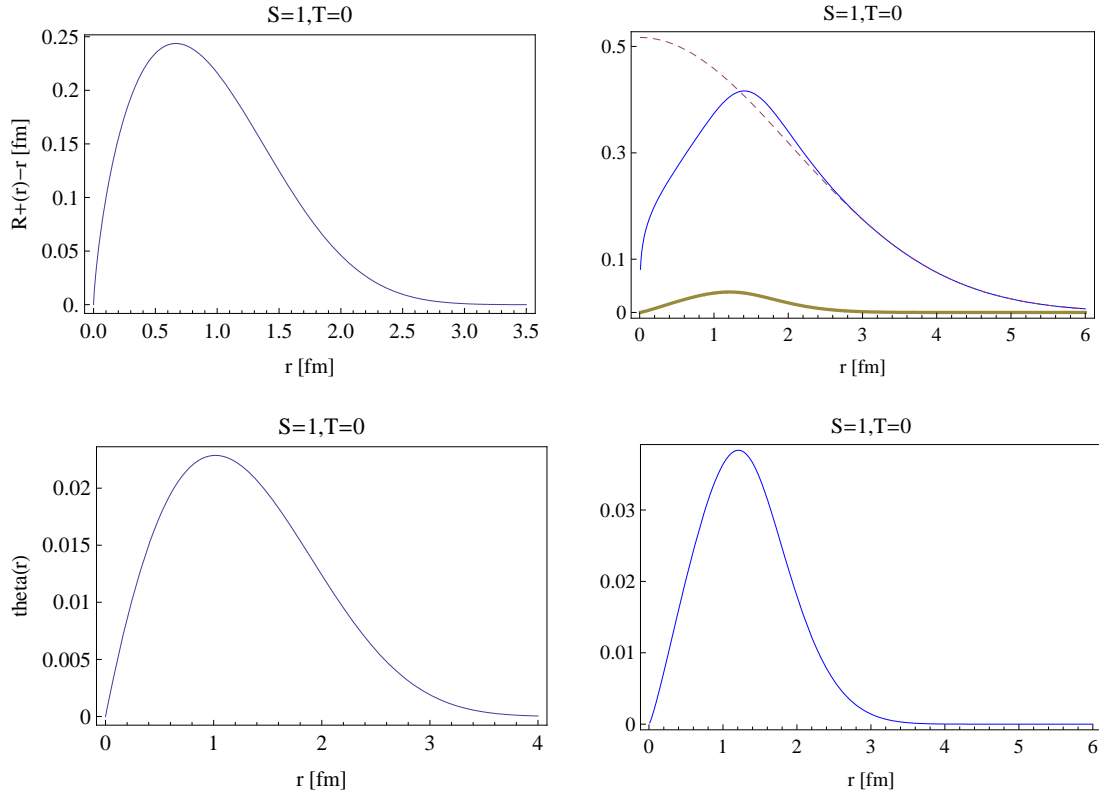 S=1,T=0
R+(r)−r [fm]
0.25
0.2
0.15
0.1
0.05
0.
0.0 0.5 1.0 1.5 2.0 2.5 3.0 3.5
r [fm]
S=1,T=0
0.5
0.3
0.1
0
0 1 2 3 4 5 6
r [fm]
S=1,T=0
theta(r)
0.02
0.015
0.01
0.005
0
0 1 2 3 4
r [fm]
S=1,T=0
0.03
0.02
0.01
0
0 1 2 3 4 5 6
r [fm]